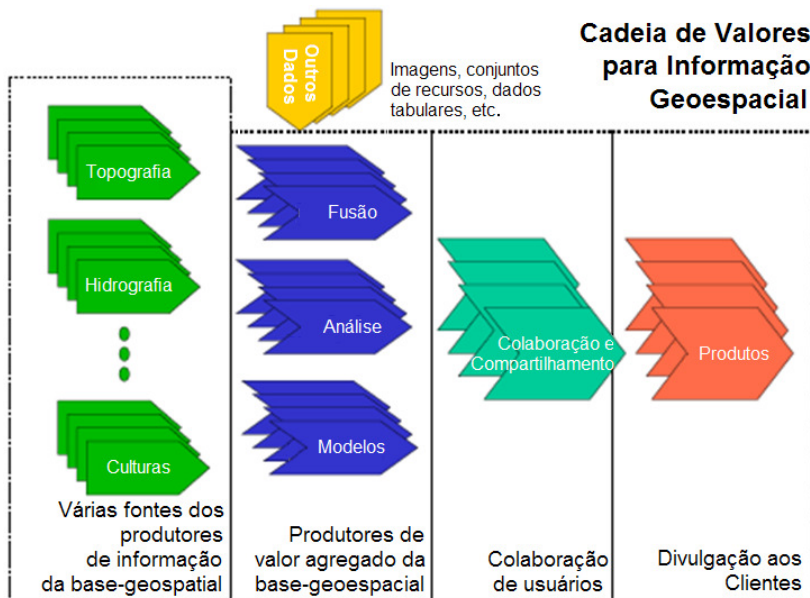 Cadeia de Valores
para Informação
Geoespacial
Outros
Dados
Imagens, conjuntos
de recursos, dados
tabulares, etc.
Topografia
Hidrografia
Culturas
Várias fontes dos
produtores
de informação
da base-geospatial
Fusão
Análise
Modelos
Produtores de
valor agregado da
base-geoespacial
Colaboração e
Compartilhamento
Colaboração
de usuários
Produtos
Divulgação aos
Clientes